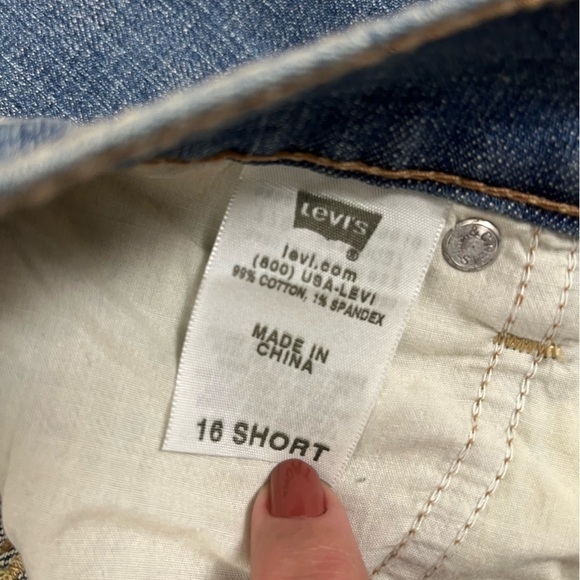 Levi's
®
levi.com
(800) USA-LEVI
99% COTTON, 1% SPANDEX
MADE IN
CHINA
16 SHORT